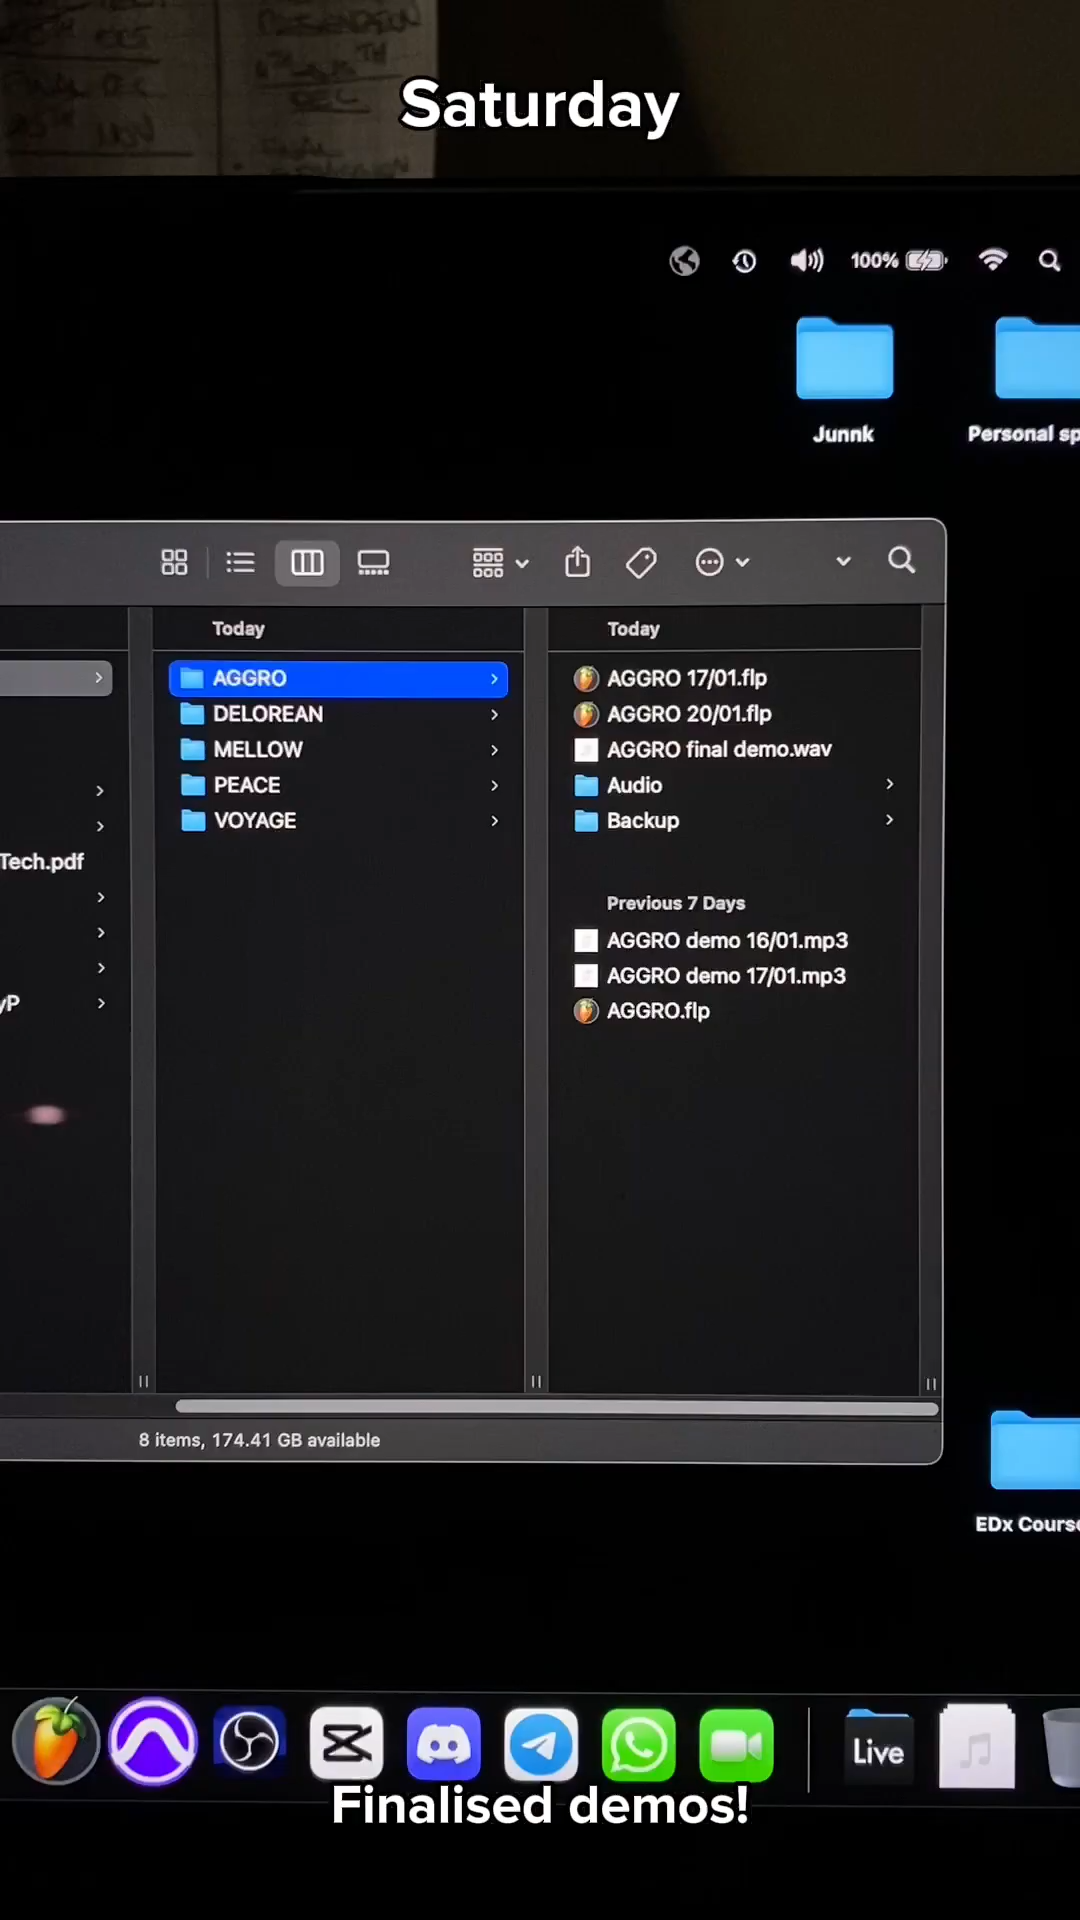 Saturday
100%
Junnk
Personal sp
Today
Today
AGGRO
DELOREAN
MELLOW
PEACE
VOYAGE
AGGRO 17/01.flp
AGGRO 20/01.flp
AGGRO final demo.wav
Audio
Backup
Tech.pdf
Previous 7 Days
AGGRO demo 16/01.mp3
AGGRO demo 17/01.mp3
AGGRO.flp
yP
8 items, 174.41 GB available
EDx Course
Live
Finalised demos!